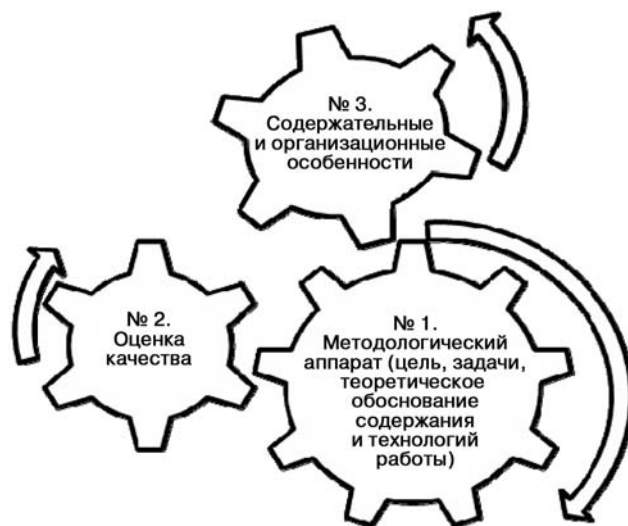 № 3.
Содержательные
и организационные
особенности
№ 2.
Оценка
качества
№ 1.
Методологический
аппарат (цель, задачи,
теоретическое
обоснование
содержания
и технологий
работы)